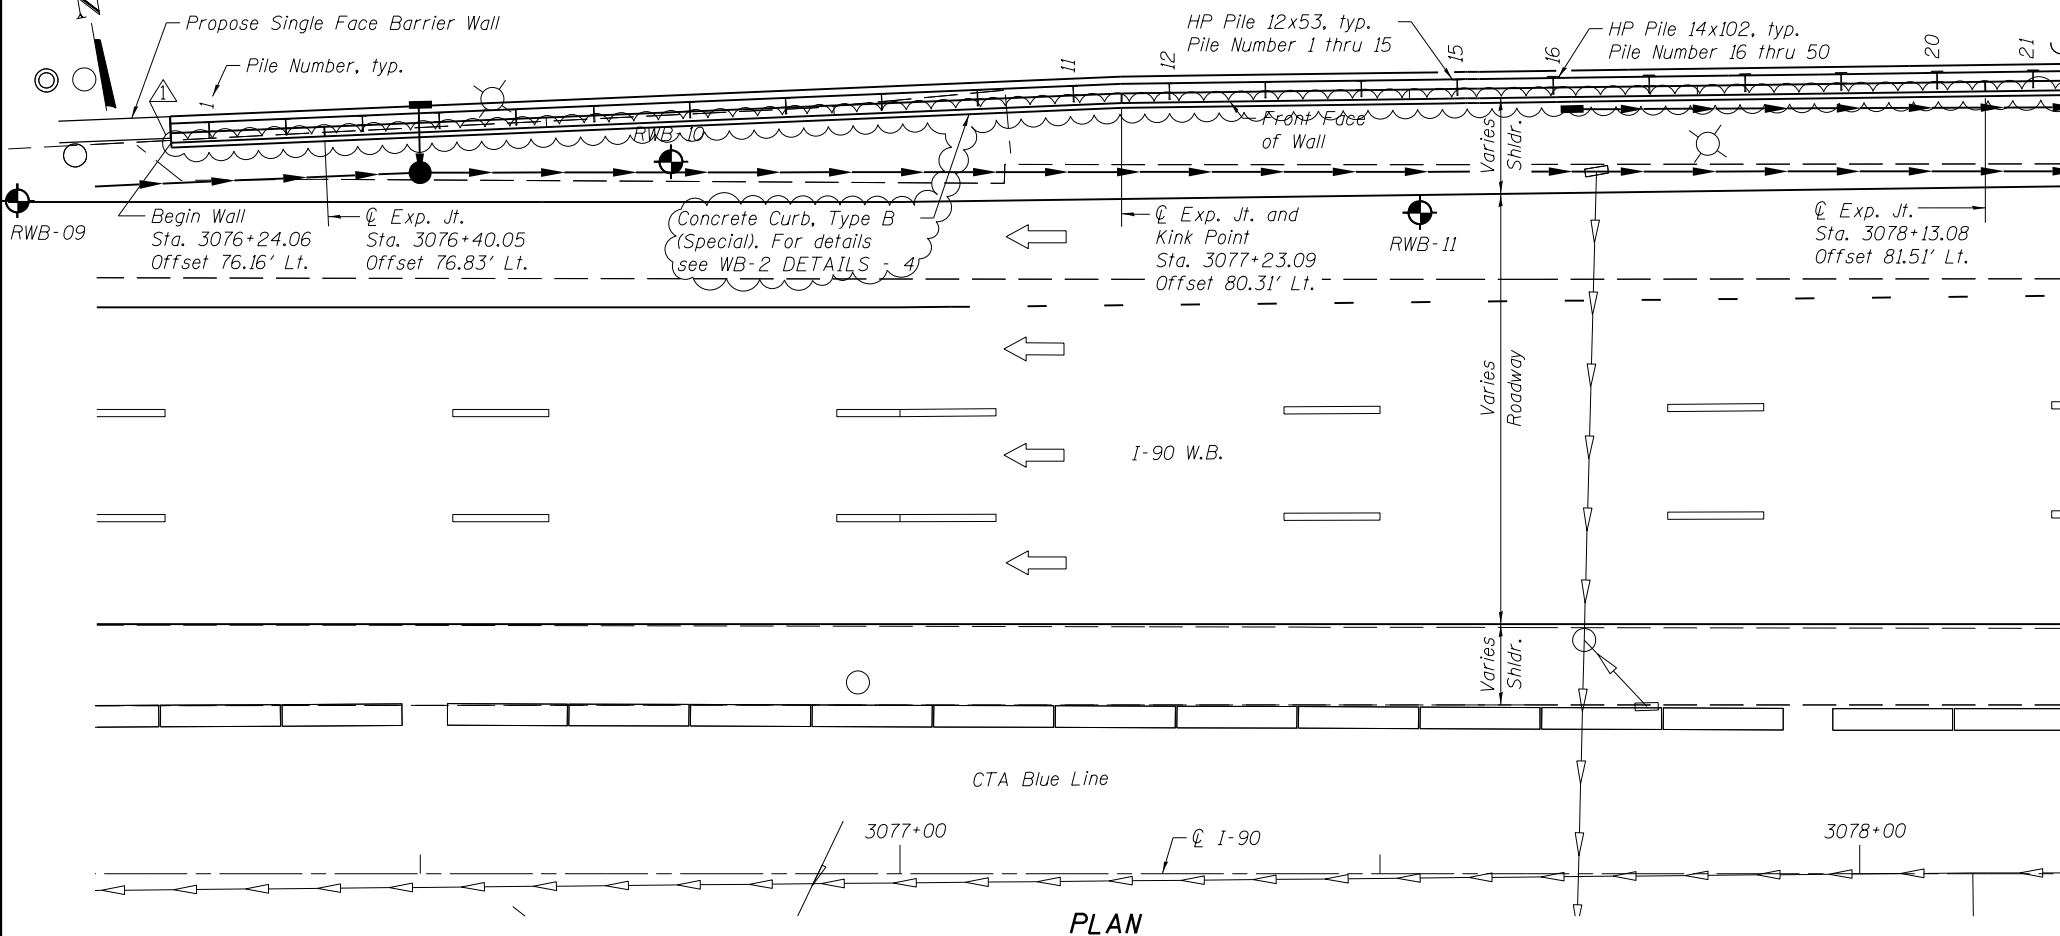 N
Propose Single Face Barrier Wall
Pile Number, typ.
1
1
HP Pile 12x53, typ.
Pile Number 1 thru 15
HP Pile 14x102, typ.
Pile Number 16 thru 50
11
12
15
16
20
21
RWB-10
Front Face
of Wall
Varies
Shldr.
RWB-09
Begin Wall
Sta. 3076+24.06
Offset 76.16' Lt.
℄ Exp. Jt.
Sta. 3076+40.05
Offset 76.83' Lt.
Concrete Curb, Type B
(Special). For details
see WB-2 DETAILS - 4
℄ Exp. Jt. and
Kink Point
Sta. 3077+23.09
Offset 80.31' Lt.
RWB-11
℄ Exp. Jt.
Sta. 3078+13.08
Offset 81.51' Lt.
Varies
Roadway
I-90 W.B.
Varies
Shldr.
CTA Blue Line
3077+00
℄ I-90
3078+00
PLAN